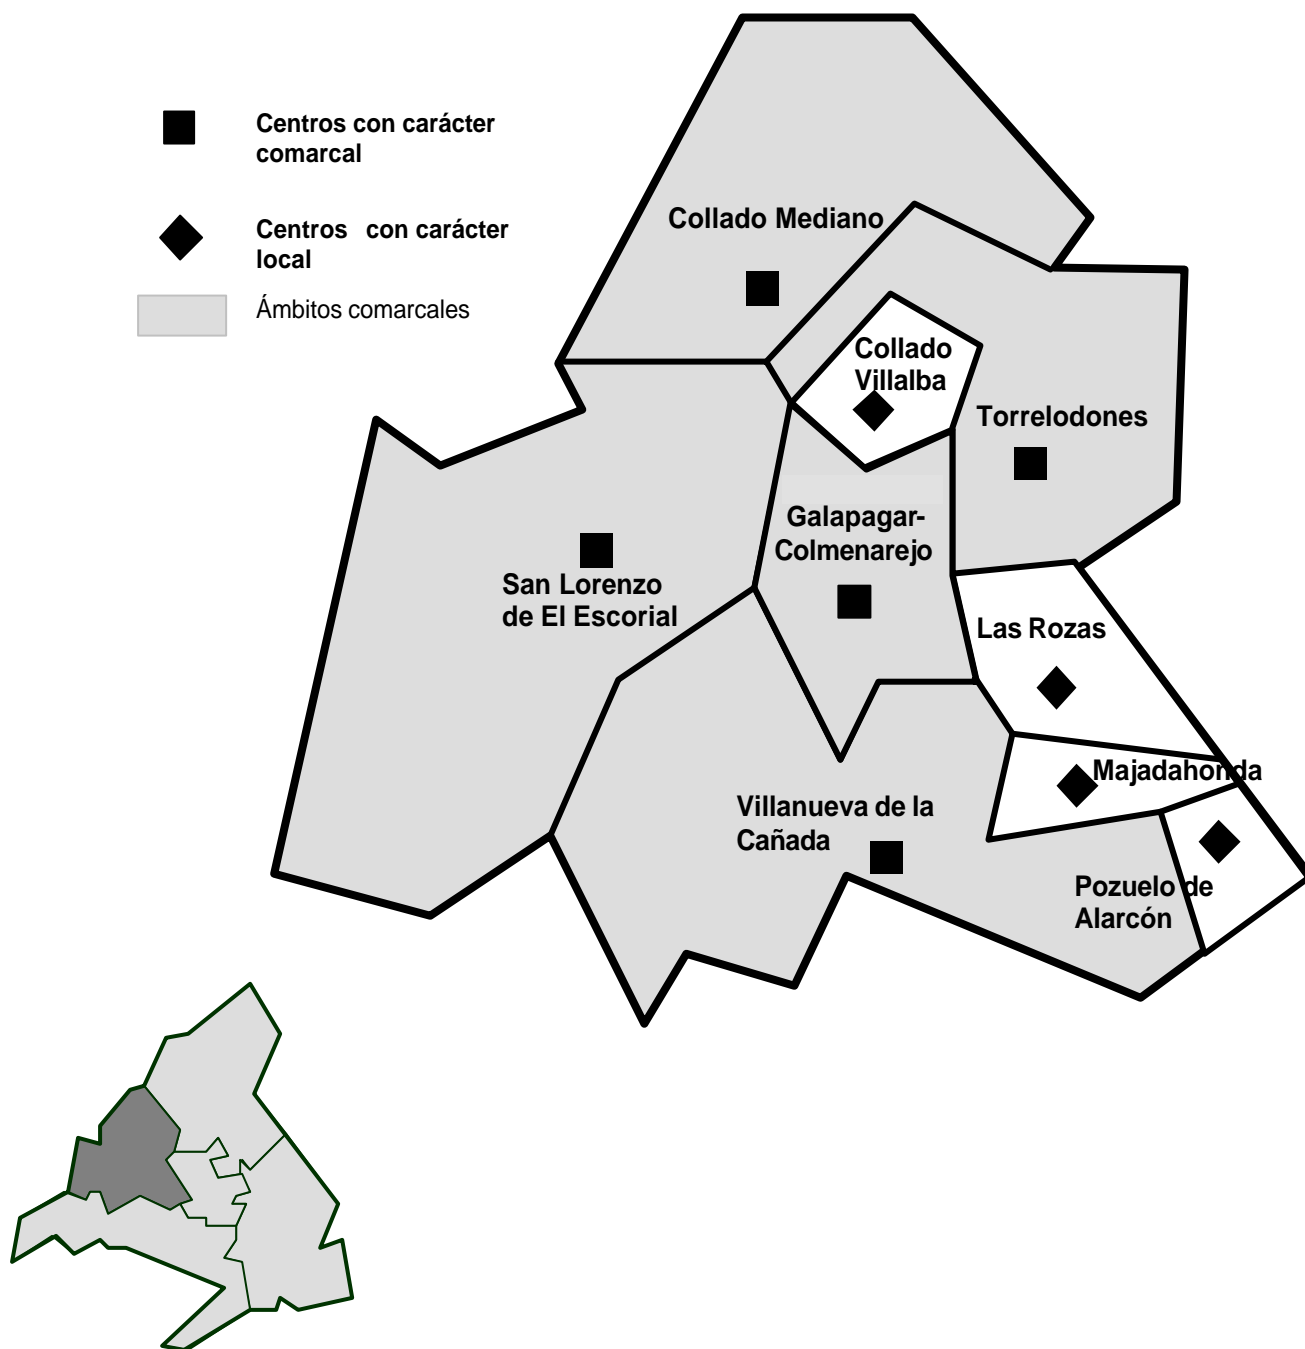 Centros con carácter
comarcal
Centros con carácter
local
Ámbitos comarcales
Collado Mediano
Collado
Villalba
Torrelodones
Galapagar-
Colmenarejo
San Lorenzo
de El Escorial
Las Rozas
Majadahonda
Villanueva de la
Cañada
Pozuelo de
Alarcón